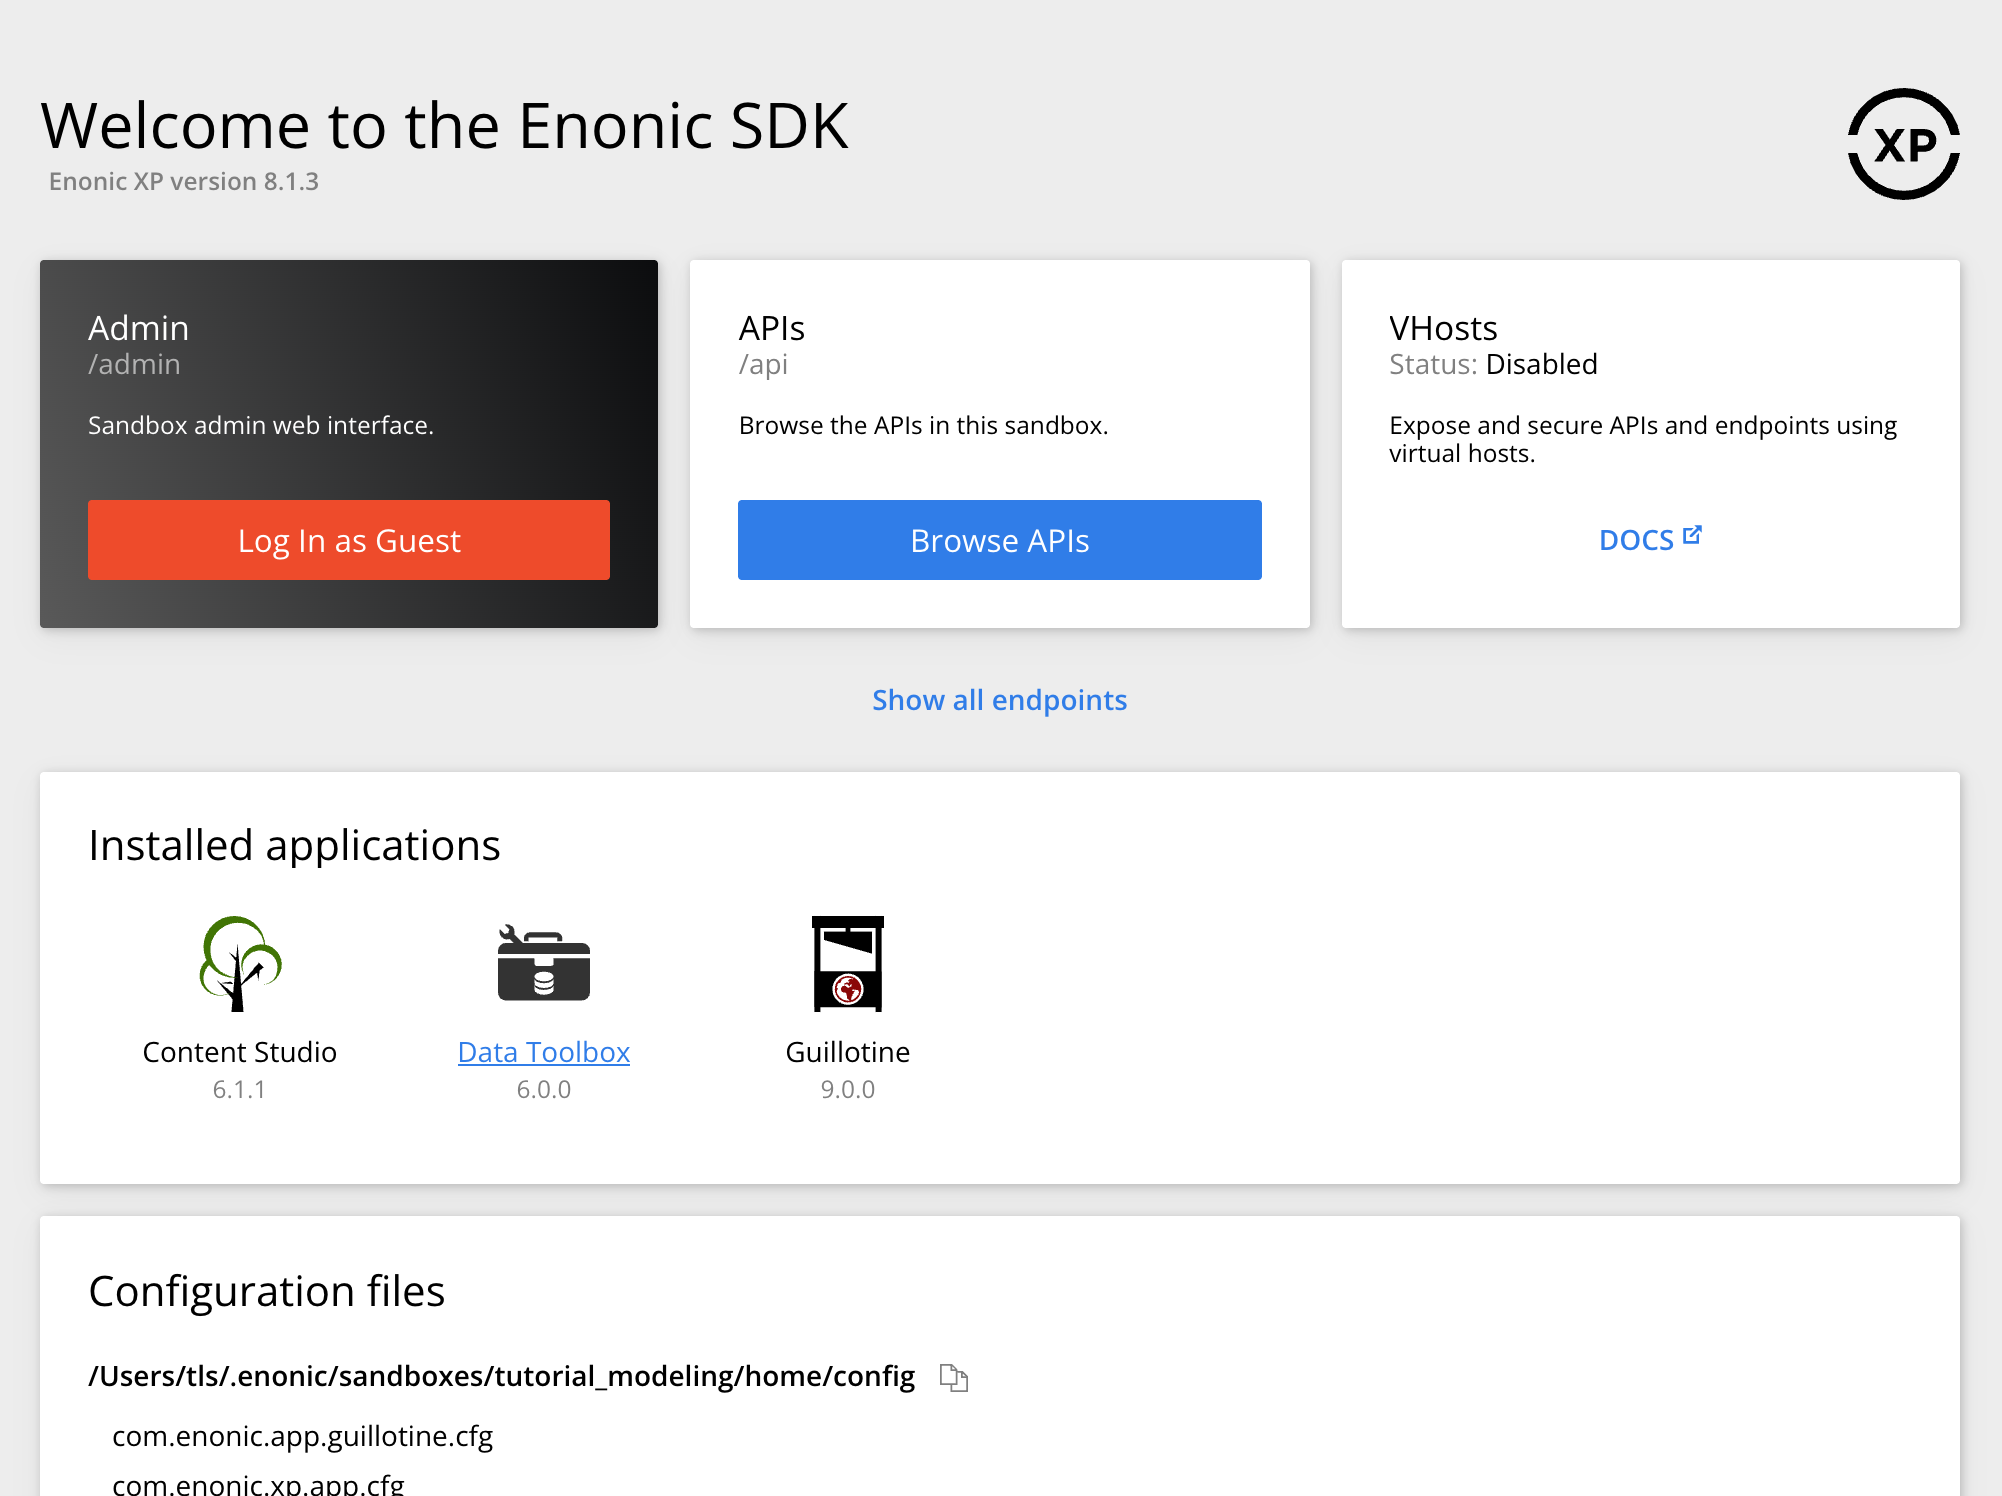 Welcome to the Enonic SDK
Enonic XP version 8.1.3
XP
Admin
/admin
Sandbox admin web interface.
Log In as Guest
APIs
/api
Browse the APIs in this sandbox.
Browse APIs
VHosts
Status: Disabled
Expose and secure APIs and endpoints using
virtual hosts.
DOCS
Show all endpoints
Installed applications
Content Studio
6.1.1
Data Toolbox
6.0.0
Guillotine
9.0.0
Configuration files
/Users/tls/.enonic/sandboxes/tutorial_modeling/home/config
com.enonic.app.guillotine.cfg
com.enonic.xp.app.cfg